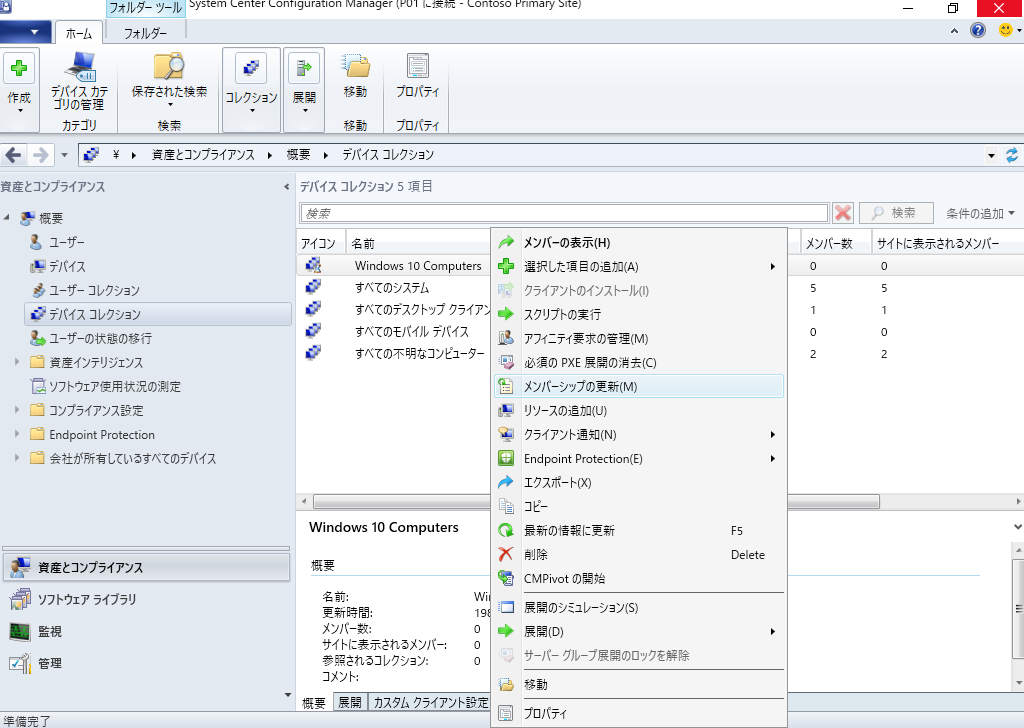 フォルダー ツール
System Center Configuration Manager (P01 に接続 - Contoso Primary Site)
ホーム
フォルダー
作成
デバイス カテ
ゴリの管理
保存された検索
コレクション
展開
移動
プロパティ
カテゴリ
検索
移動
プロパティ
¥ 資産とコンプライアンス 概要 デバイス コレクション
資産とコンプライアンス
概要
ユーザー
デバイス
ユーザー コレクション
デバイス コレクション
ユーザーの状態の移行
資産インテリジェンス
ソフトウェア使用状況の測定
コンプライアンス設定
Endpoint Protection
会社が所有しているすべてのデバイス
資産とコンプライアンス
ソフトウェア ライブラリ
監視
管理
デバイス コレクション 5 項目
検索
検索
条件の追加
アイコン 名前 メンバー数 サイトに表示されるメンバー
Windows 10 Computers 0 0
すべてのシステム 5 5
すべてのデスクトップ クライアン 1 1
すべてのモバイル デバイス 0 0
すべての不明なコンピューター 2 2
メンバーの表示(H)
選択した項目の追加(A)
クライアントのインストール(I)
スクリプトの実行
アフィニティ要求の管理(M)
必須の PXE 展開の消去(C)
メンバーシップの更新(M)
リソースの追加(U)
クライアント通知(N)
Endpoint Protection(E)
エクスポート(X)
コピー
最新の情報に更新 F5
削除 Delete
CMPivot の開始
展開のシミュレーション(S)
展開(D)
サーバー グループ展開のロックを解除
移動
プロパティ
Windows 10 Computers
概要
名前: Wi
更新時間: 198
メンバー数: 0
サイトに表示されるメンバー: 0
参照されるコレクション: 0
コメント:
概要 展開 カスタム クライアント設定
準備完了